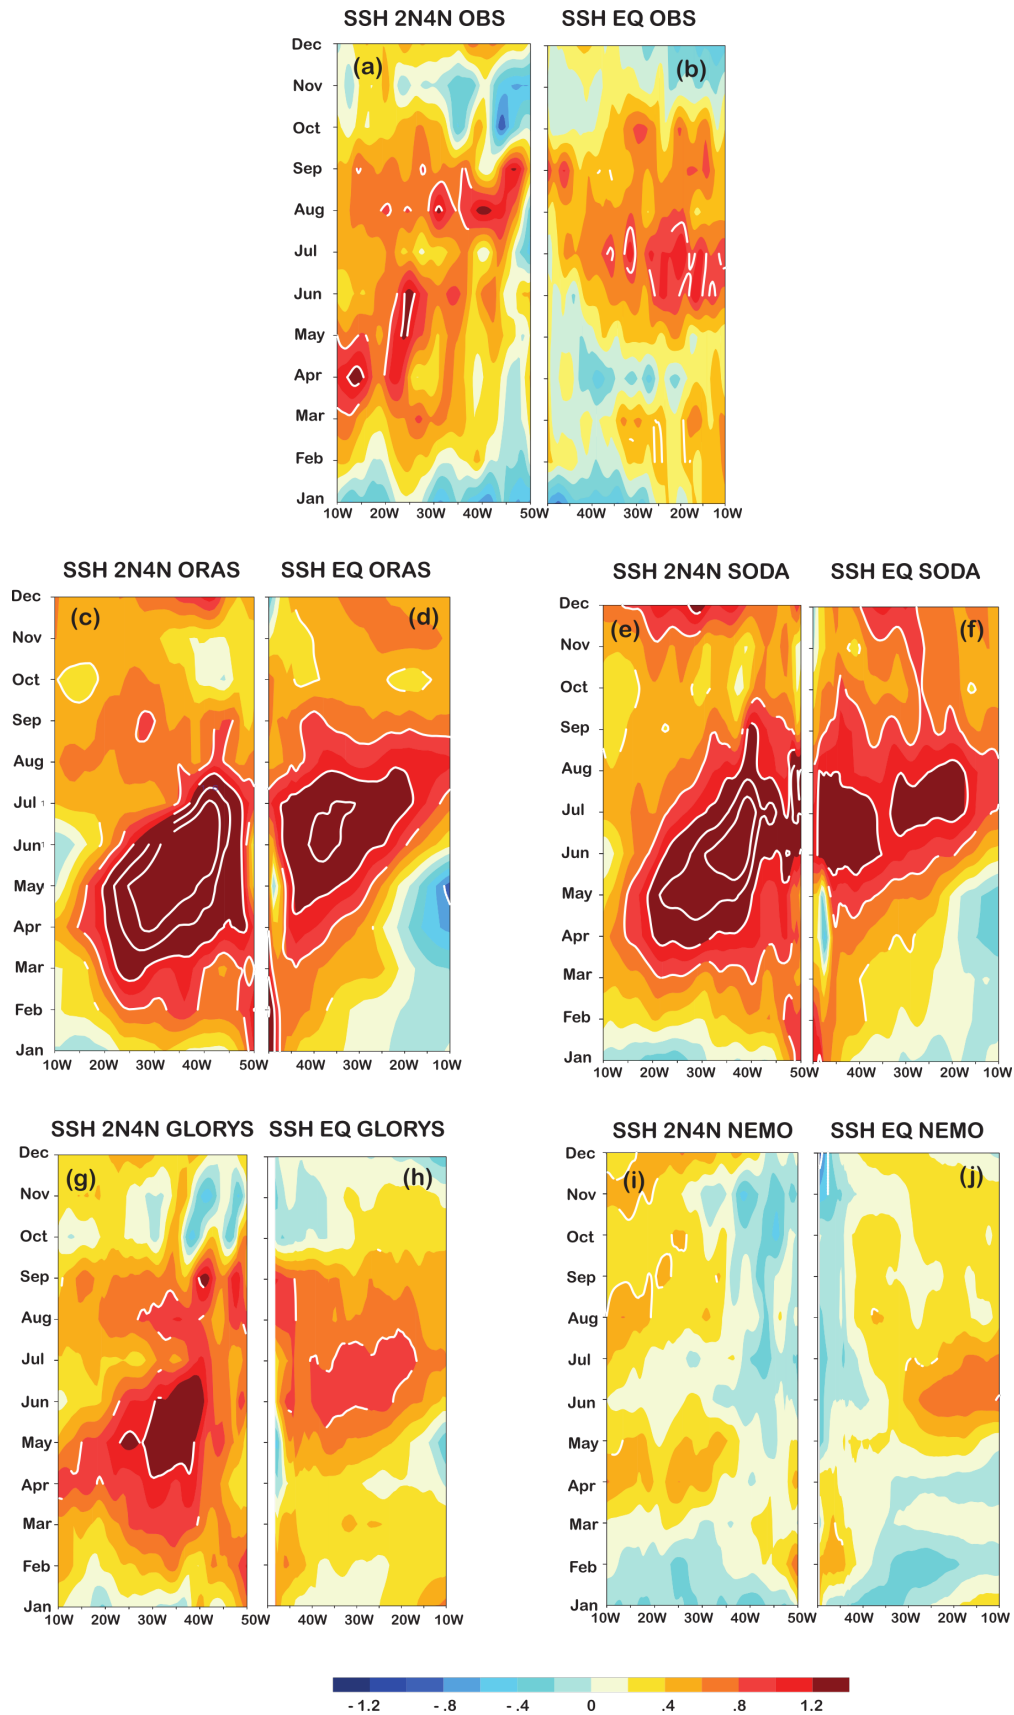 SSH 2N4N OBS SSH EQ OBS
(a) (b)
Dec
Nov
Oct
Sep
Aug
Jul
Jun
May
Apr
Mar
Feb
Jan
10W 20W 30W 40W 50W 40W 30W 20W 10W
SSH 2N4N ORAS SSH EQ ORAS
(c) (d)
Dec
Nov
Oct
Sep
Aug
Jul
Jun
May
Apr
Mar
Feb
Jan
10W 20W 30W 40W 50W 40W 30W 20W 10W
SSH 2N4N SODA SSH EQ SODA
(e) (f)
Dec
Nov
Oct
Sep
Aug
Jul
Jun
May
Apr
Mar
Feb
Jan
10W 20W 30W 40W 50W 40W 30W 20W 10W
SSH 2N4N GLORYS SSH EQ GLORYS
(g) (h)
Dec
Nov
Oct
Sep
Aug
Jul
Jun
May
Apr
Mar
Feb
Jan
10W 20W 30W 40W 50W 40W 30W 20W 10W
SSH 2N4N NEMO SSH EQ NEMO
(i) (j)
Dec
Nov
Oct
Sep
Aug
Jul
Jun
May
Apr
Mar
Feb
Jan
10W 20W 30W 40W 50W 40W 30W 20W 10W
-1.2 -.8 -.4 0 .4 .8 1.2